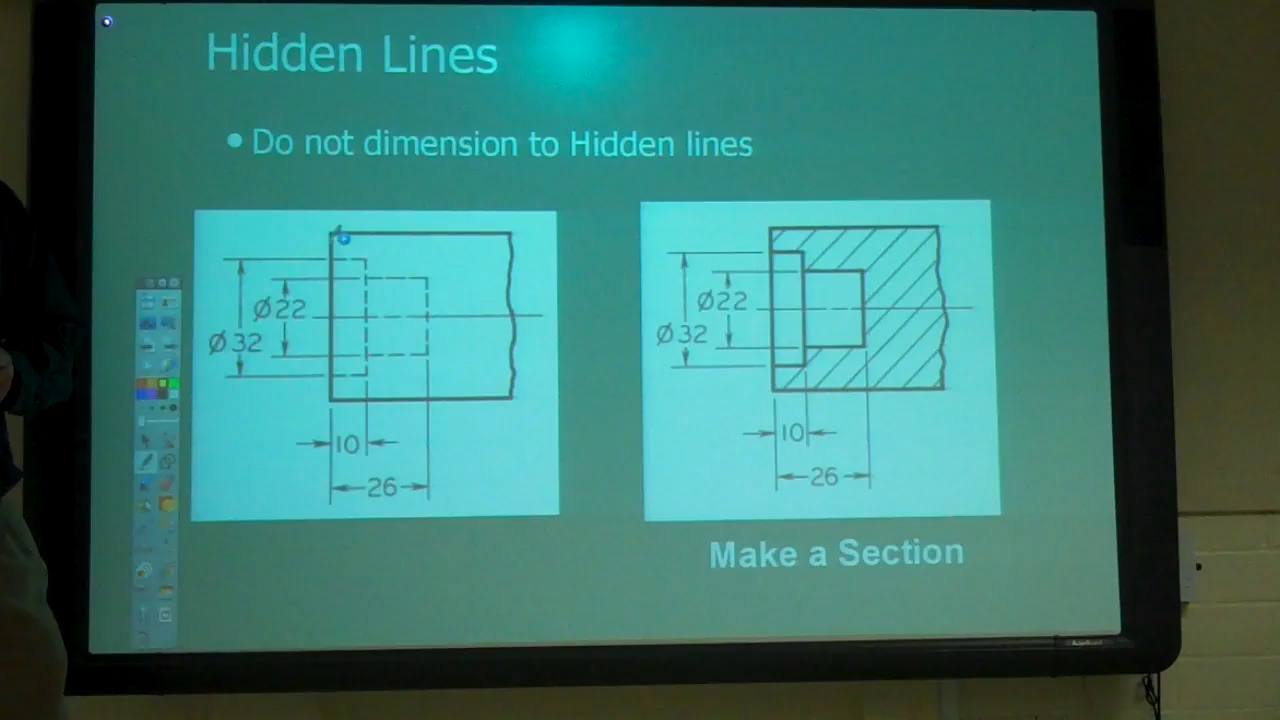 Hidden Lines
• Do not dimension to Hidden lines
Ø22
Ø32
10
26
Ø22
Ø32
10
26
Make a Section